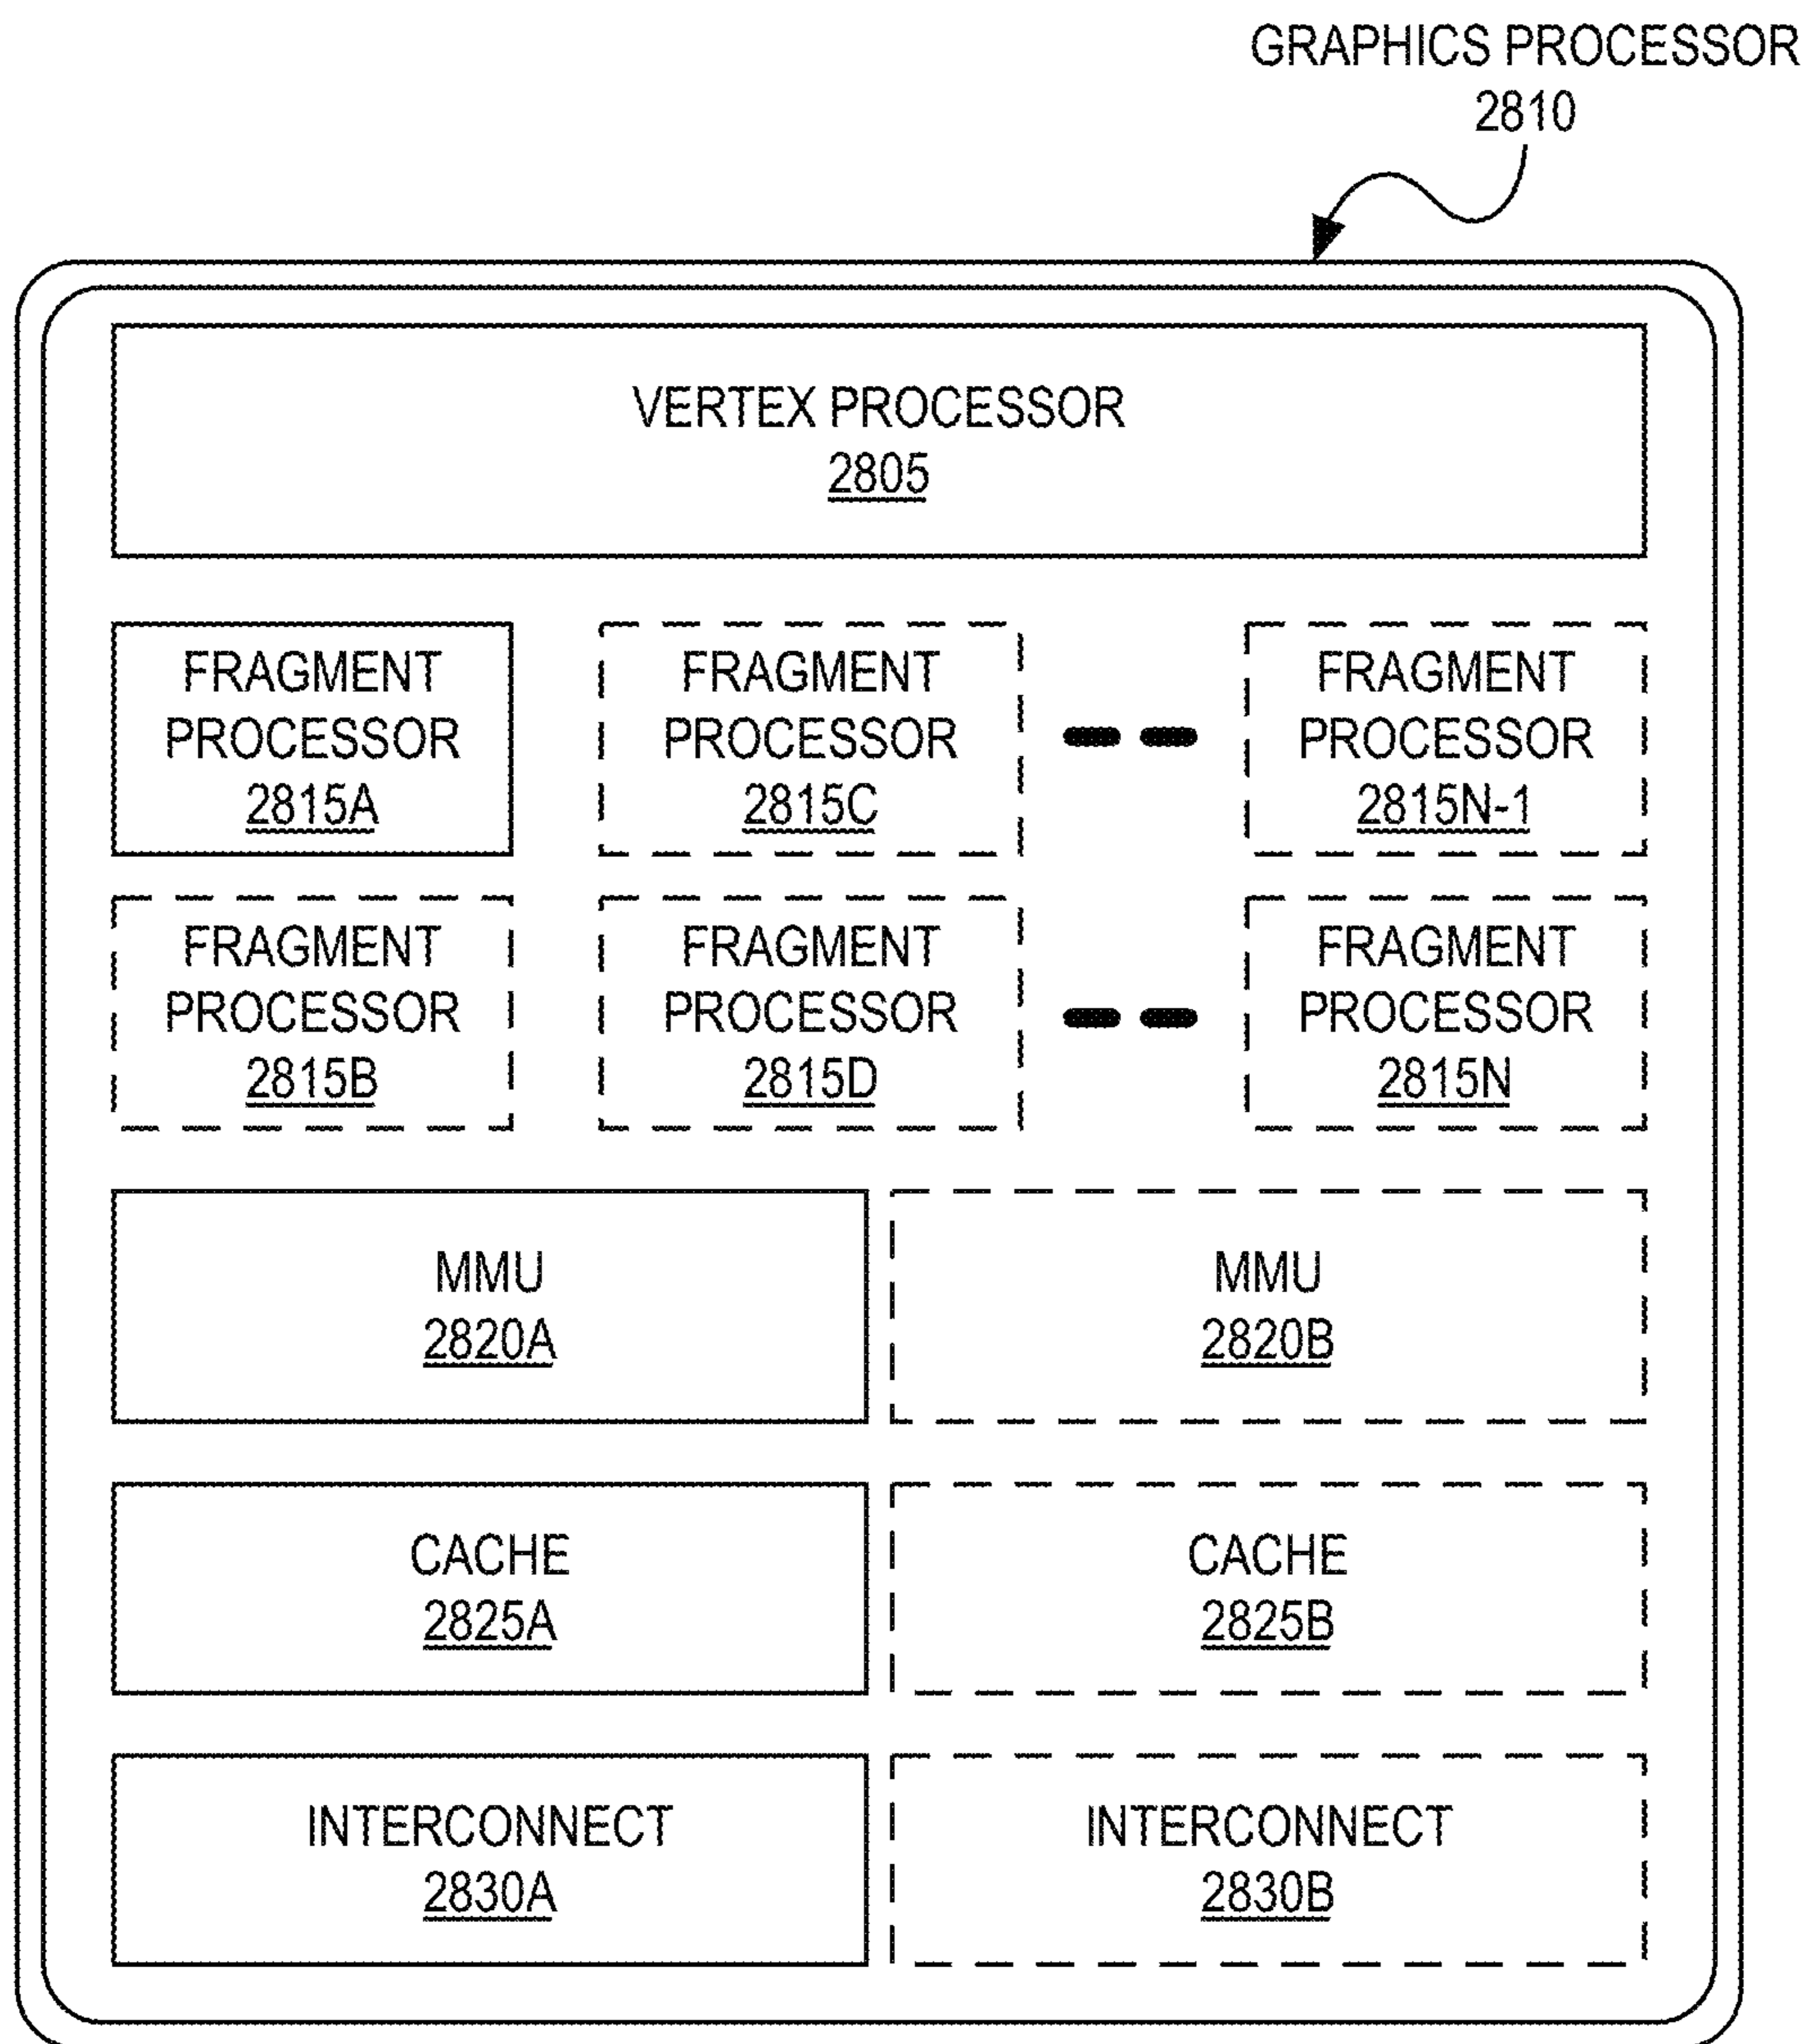 GRAPHICS PROCESSOR
2810
VERTEX PROCESSOR
2805
FRAGMENT
PROCESSOR
2815A
FRAGMENT
PROCESSOR
2815C
FRAGMENT
PROCESSOR
2815N-1
FRAGMENT
PROCESSOR
2815B
FRAGMENT
PROCESSOR
2815D
FRAGMENT
PROCESSOR
2815N
MMU
2820A
MMU
2820B
CACHE
2825A
CACHE
2825B
INTERCONNECT
2830A
INTERCONNECT
2830B